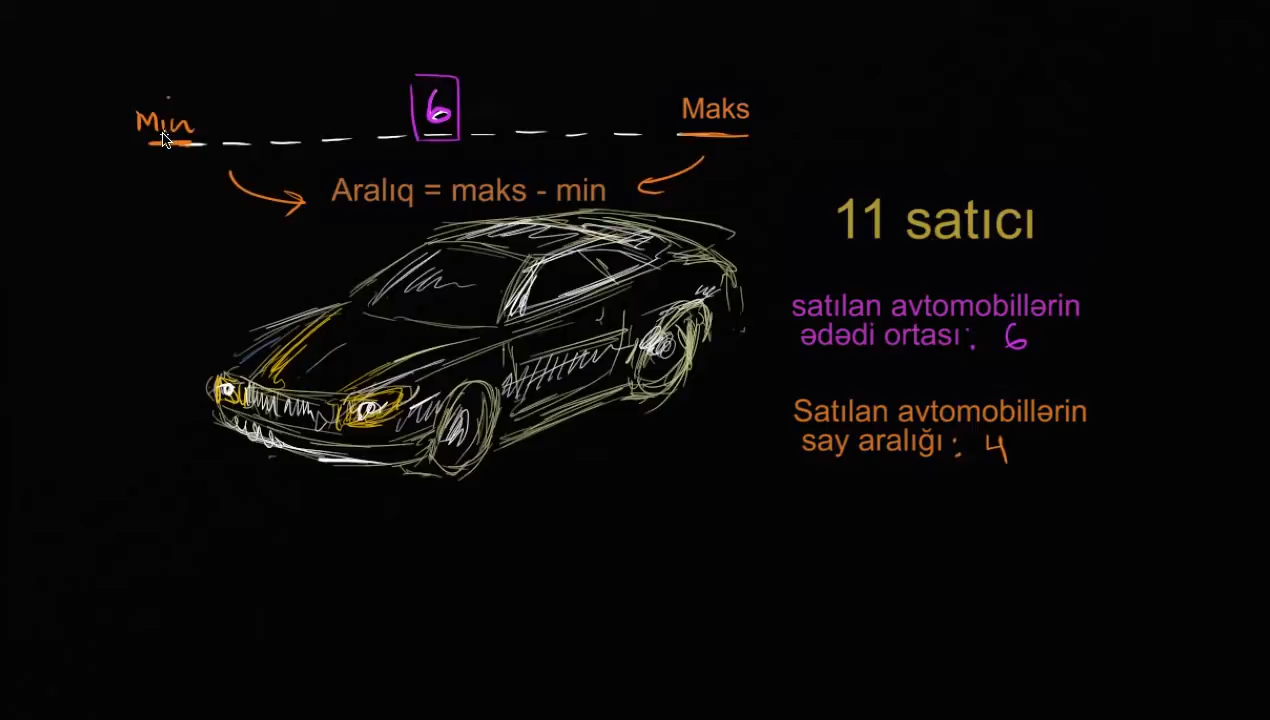 Min
6
Maks
Aralıq = maks - min
11 satıcı
satılan avtomobillərin
ədədi ortası: 6
Satılan avtomobillərin
say aralığı: 4